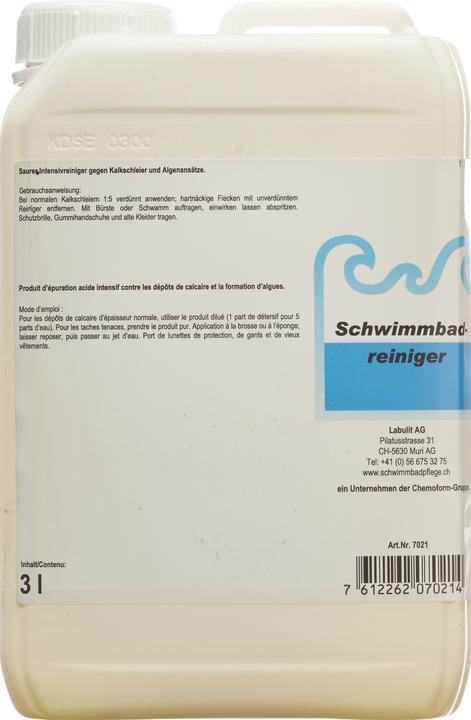 KDSE 0300
Saurer Intensivreiniger gegen Kalkschleier und Algenansätze.
Gebrauchsanweisung:
Bei normalen Kalkschleiern 1:5 verdünnt anwenden; hartnäckige Flecken mit unverdünntem
Reiniger entfernen. Mit Bürste oder Schwamm auftragen, einwirken lassen abspritzen.
Schutzbrille, Gummihandschuhe und alte Kleider tragen.
Produit d'épuration acide intensif contre les dépôts de calcaire et la formation d'algues.
Mode d'emploi :
Pour les dépôts de calcaire d'épaisseur normale, utiliser le produit dilué (1 part de détersif pour 5
parts d'eau). Pour les taches tenaces, prendre le produit pur. Application à la brosse ou à l'éponge;
laisser reposer, puis passer au jet d'eau. Port de lunettes de protection, de gants et de vieux
vêtements.
Schwimmbad-
reiniger
Labulit AG
Pilatusstrasse 31
CH-5630 Muri AG
Tel: +41 (0) 56 675 32 75
www.schwimmbadpflege.ch
ein Unternehmen der Chemoform-Gruppe
Art.Nr. 7021
Inhalt/Contenu:
3 l
7 612262 070214